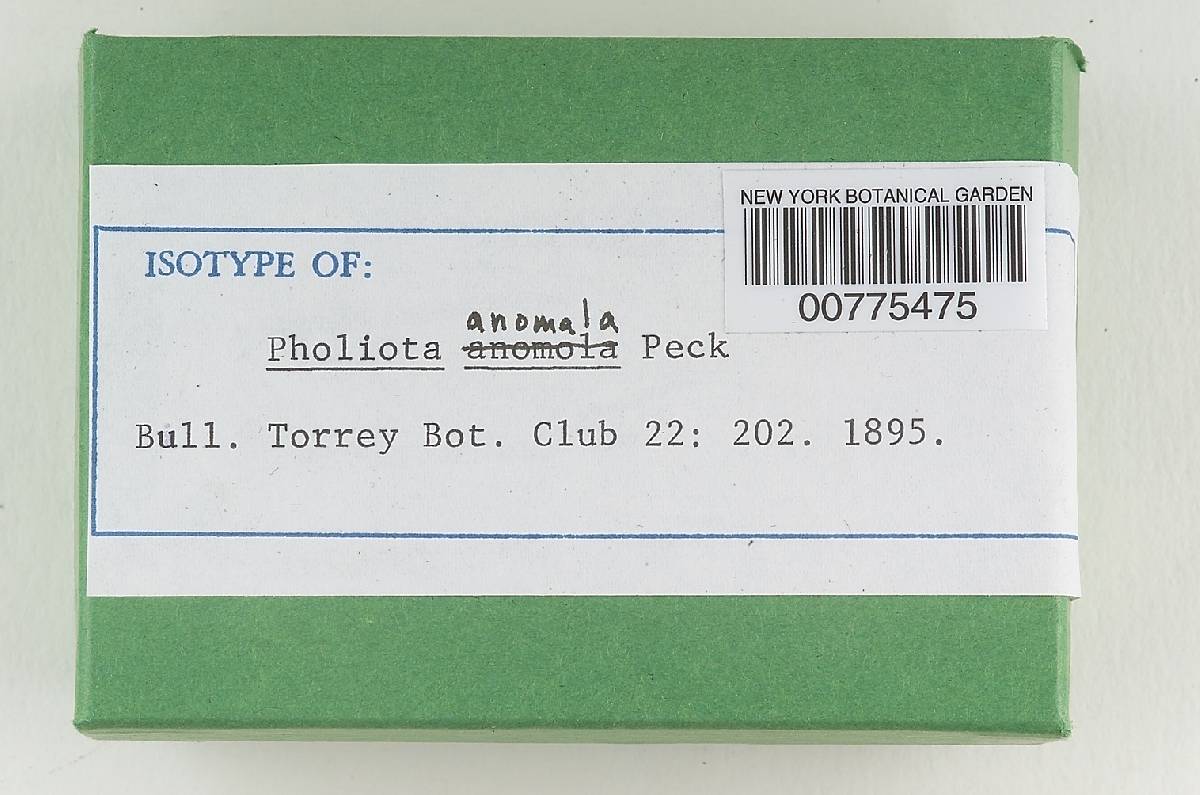 NEW YORK BOTANICAL GARDEN
00775475
ISOTYPE OF:
anomala
Pholiota anomola Peck
Bull. Torrey Bot. Club 22: 202. 1895.